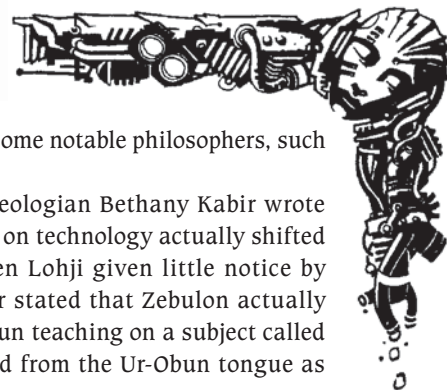 ome notable philosophers, such
eologian Bethany Kabir wrote
on technology actually shifted
en Lohji given little notice by
r stated that Zebulon actually
un teaching on a subject called
d from the Ur-Obun tongue as